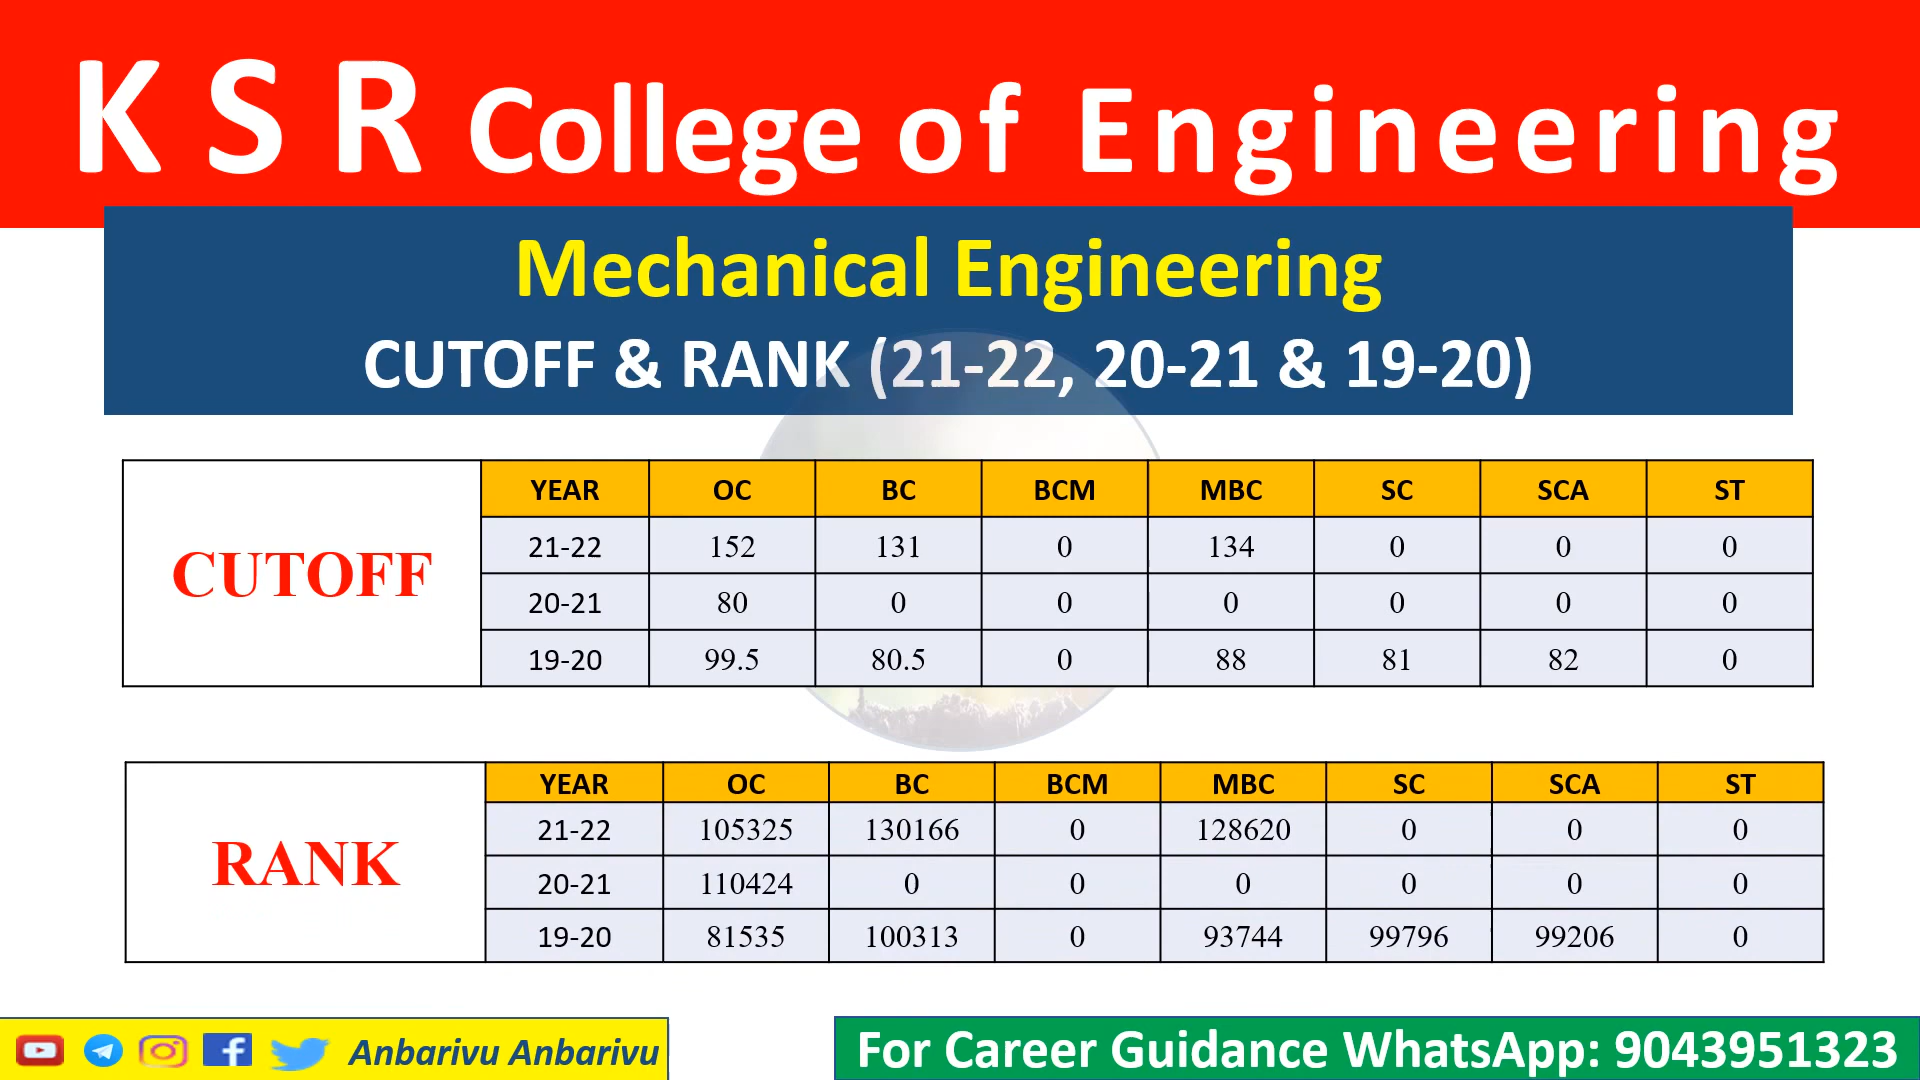 K S R College of Engineering
Mechanical Engineering
CUTOFF & RANK (21-22, 20-21 & 19-20)
CUTOFF
YEAR OC BC BCM MBC SC SCA ST
21-22 152 131 0 134 0 0 0
20-21 80 0 0 0 0 0 0
19-20 99.5 80.5 0 88 81 82 0
RANK
YEAR OC BC BCM MBC SC SCA ST
21-22 105325 130166 0 128620 0 0 0
20-21 110424 0 0 0 0 0 0
19-20 81535 100313 0 93744 99796 99206 0
Anbarivu Anbarivu
For Career Guidance WhatsApp: 9043951323